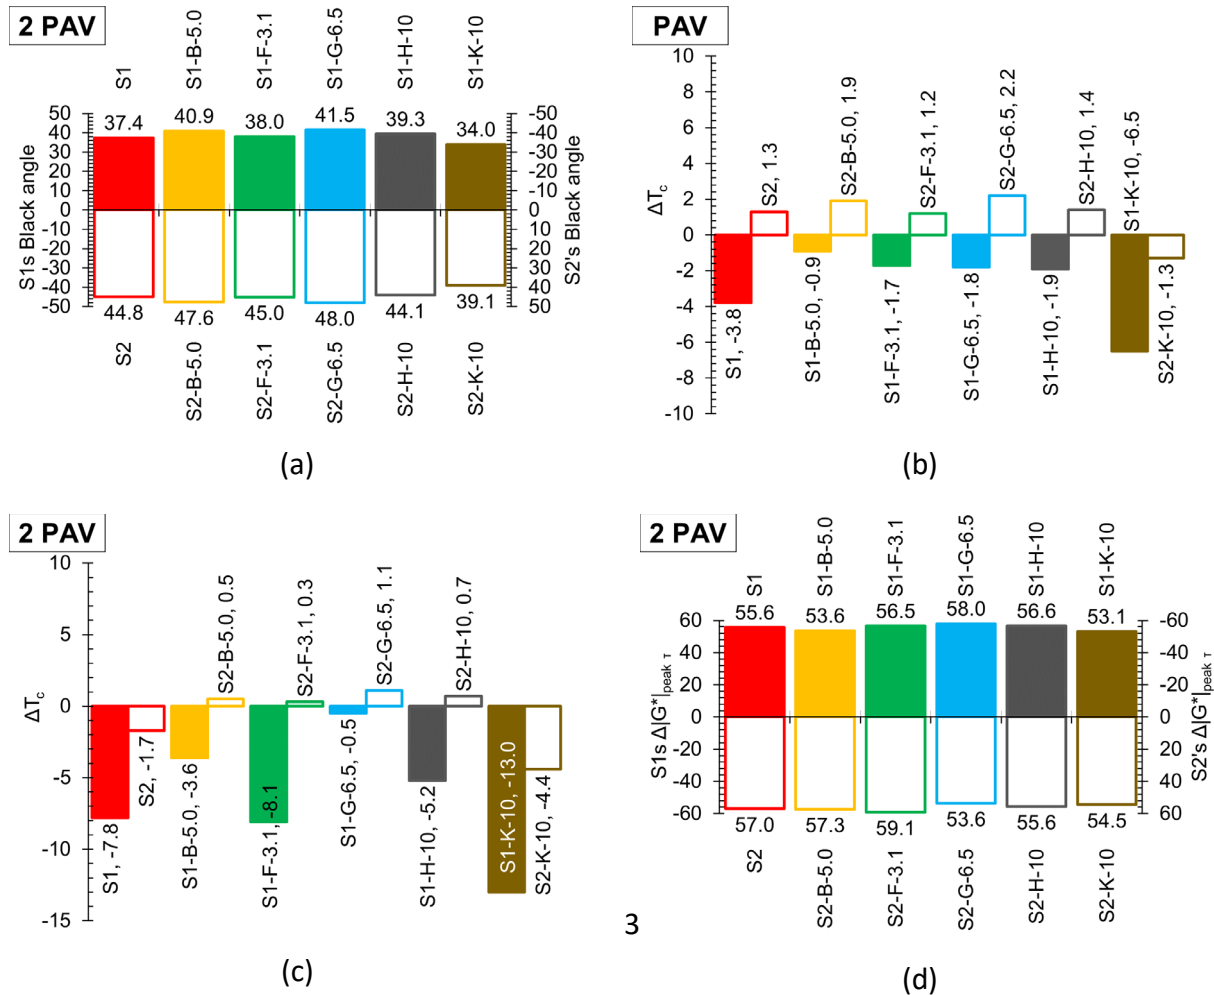 2 PAV
S1
S1-B-5.0
S1-F-3.1
S1-G-6.5
S1-H-10
S1-K-10
50
40
30
20
10
0
-10
-20
-30
-40
-50
S1s Black angle
37.4
40.9
38.0
41.5
39.3
34.0
-50
-40
-30
-20
-10
0
10
20
30
40
50
S2's Black angle
44.8
47.6
45.0
48.0
44.1
39.1
S2
S2-B-5.0
S2-F-3.1
S2-G-6.5
S2-H-10
S2-K-10
(a)
PAV
10
8
6
4
2
0
-2
-4
-6
-8
-10
ΔTc
S1, -3.8
S2, 1.3
S1-B-5.0, -0.9
S2-B-5.0, 1.9
S1-F-3.1, -1.7
S2-F-3.1, 1.2
S1-G-6.5, -1.8
S2-G-6.5, 2.2
S1-H-10, -1.9
S2-H-10, 1.4
S1-K-10, -6.5
S2-K-10, -1.3
(b)
2 PAV
10
5
0
-5
-10
-15
ΔTc
S1, -7.8
S2, -1.7
S1-B-5.0, -3.6
S2-B-5.0, 0.5
S1-F-3.1, -8.1
S2-F-3.1, 0.3
S1-G-6.5, -0.5
S2-G-6.5, 1.1
S1-H-10, -5.2
S2-H-10, 0.7
S1-K-10, -13.0
S2-K-10, -4.4
(c)
2 PAV
S1
S1-B-5.0
S1-F-3.1
S1-G-6.5
S1-H-10
S1-K-10
60
40
20
0
-20
-40
-60
S1s Δ|G*|peak τ
55.6
53.6
56.5
58.0
56.6
53.1
-60
-40
-20
0
20
40
60
S2's Δ|G*|peak τ
57.0
57.3
59.1
53.6
55.6
54.5
S2
S2-B-5.0
S2-F-3.1
S2-G-6.5
S2-H-10
S2-K-10
3
(d)